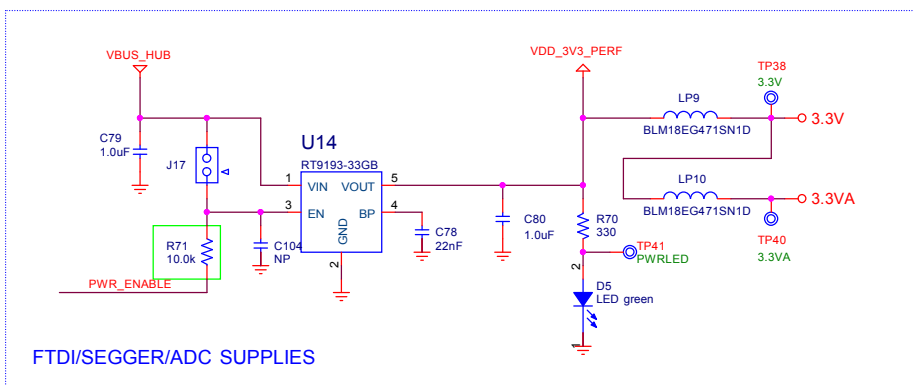 VBUS_HUB
VDD_3V3_PERF
TP38
3.3V
LP9
3.3V
BLM18EG471SN1D
C79
1.0uF
J17
U14
RT9193-33GB
1
VIN
VOUT
5
3
EN
BP
4
GND
2
LP10
3.3VA
BLM18EG471SN1D
R71
10.0k
C104
NP
C78
22nF
C80
1.0uF
R70
330
TP41
PWRLED
TP40
3.3VA
PWR_ENABLE
2
D5
LED green
1
FTDI/SEGGER/ADC SUPPLIES